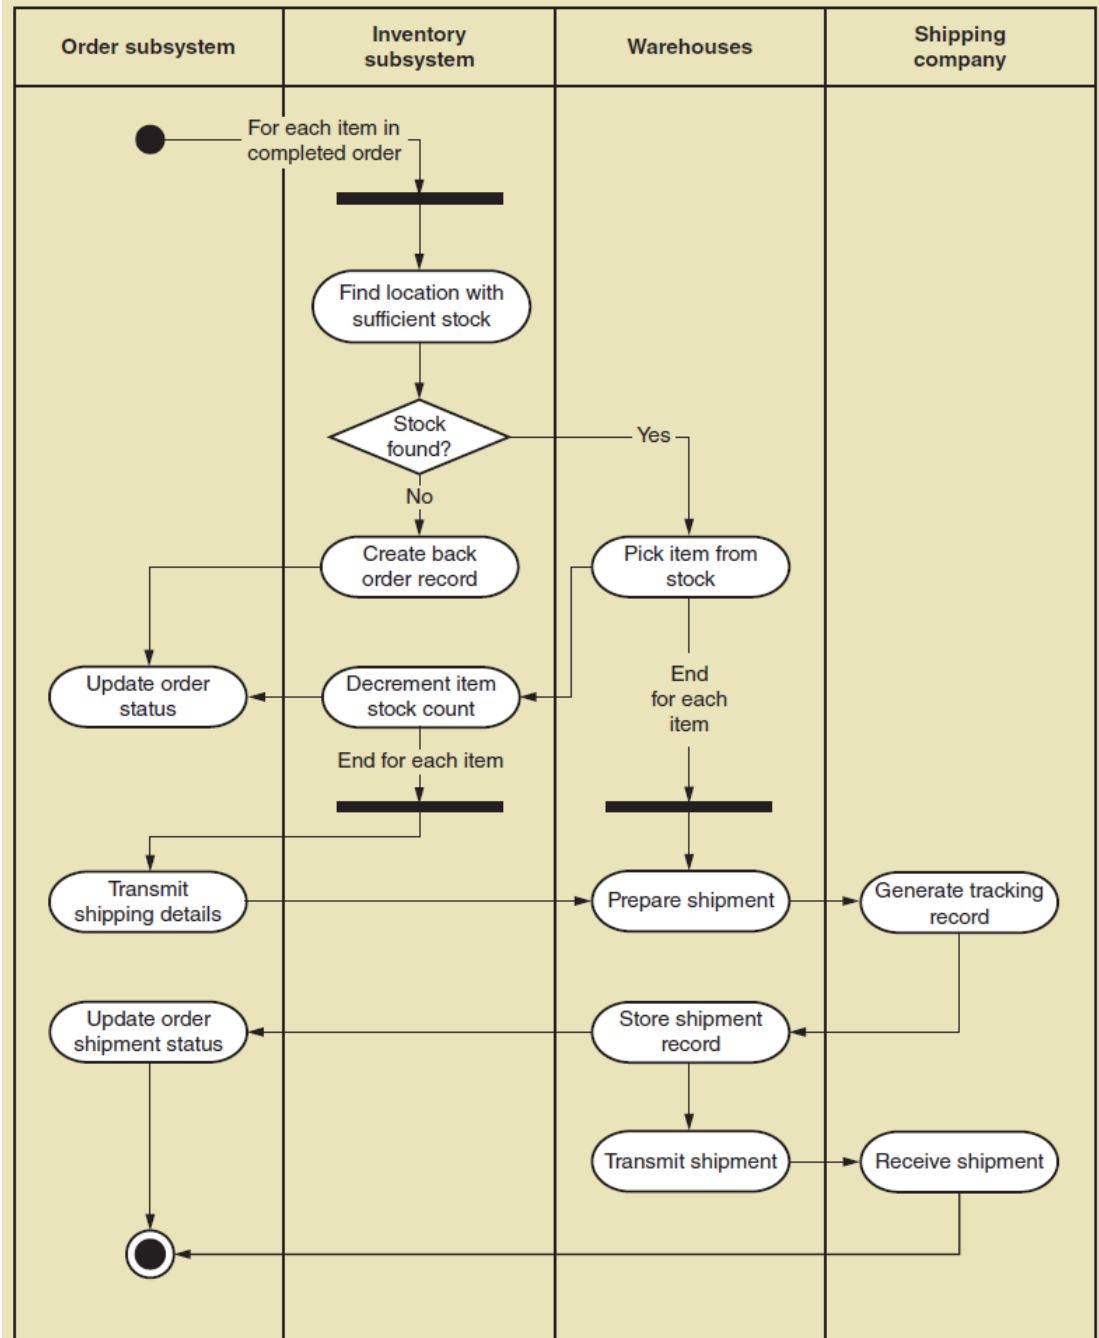 Order subsystem
Inventory
subsystem
Warehouses
Shipping
company
For each item in
completed order
Find location with
sufficient stock
Stock
found?
Yes
No
Create back
order record
Pick item from
stock
Update order
status
Decrement item
stock count
End
for each
item
End for each item
Transmit
shipping details
Prepare shipment
Generate tracking
record
Update order
shipment status
Store shipment
record
Transmit shipment
Receive shipment